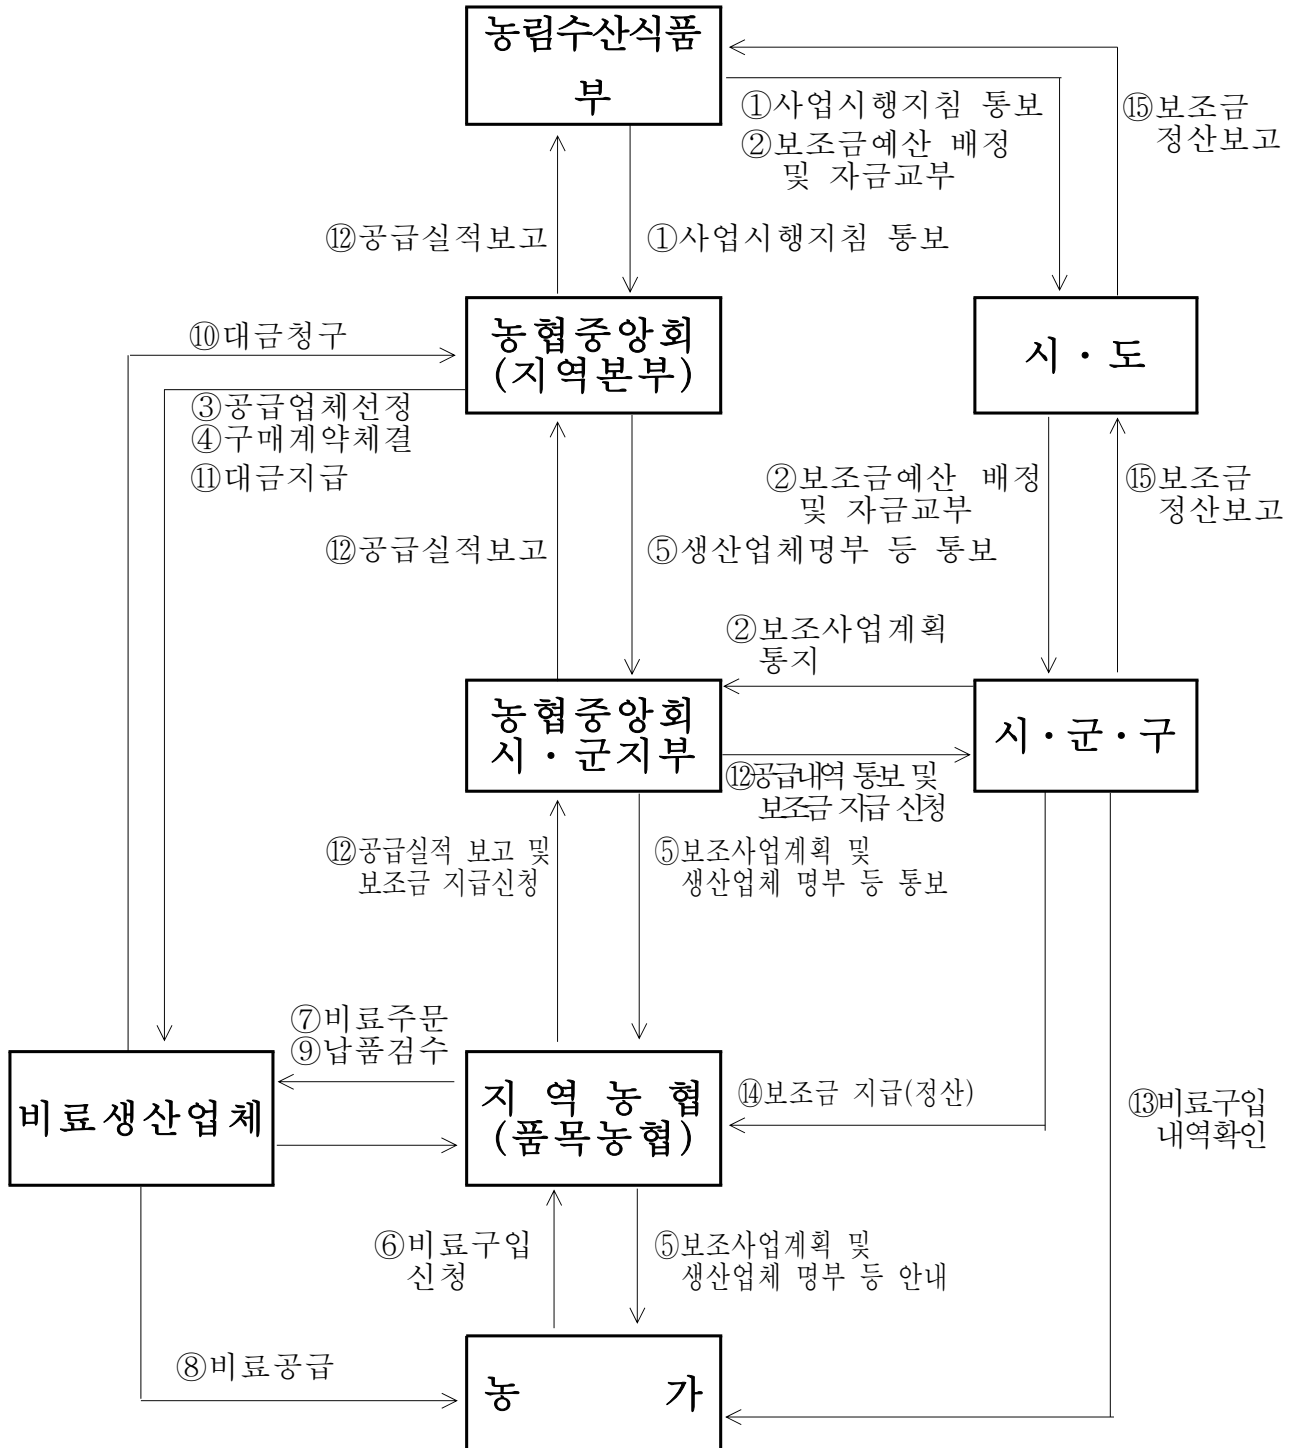 농림수산식품
부
①사업시행지침 통보
②보조금예산 배정
및 자금교부
⑮보조금
정산보고
⑫공급실적보고
①사업시행지침 통보
⑩대금청구
농협중앙회
(지역본부)
시·도
③공급업체선정
④구매계약체결
⑪대금지급
②보조금예산 배정
및 자금교부
⑮보조금
정산보고
⑫공급실적보고
⑤생산업체명부 등 통보
②보조사업계획
통지
농협중앙회
시·군지부
시·군·구
⑫공급내역 통보 및
보조금 지급 신청
⑫공급실적 보고 및
보조금 지급신청
⑤보조사업계획 및
생산업체 명부 등 통보
⑦비료주문
⑨납품검수
비료생산업체
지 역 농 협
(품목농협)
⑭보조금 지급(정산)
⑬비료구입
내역확인
⑥비료구입
신청
⑤보조사업계획 및
생산업체 명부 등 안내
⑧비료공급
농 가